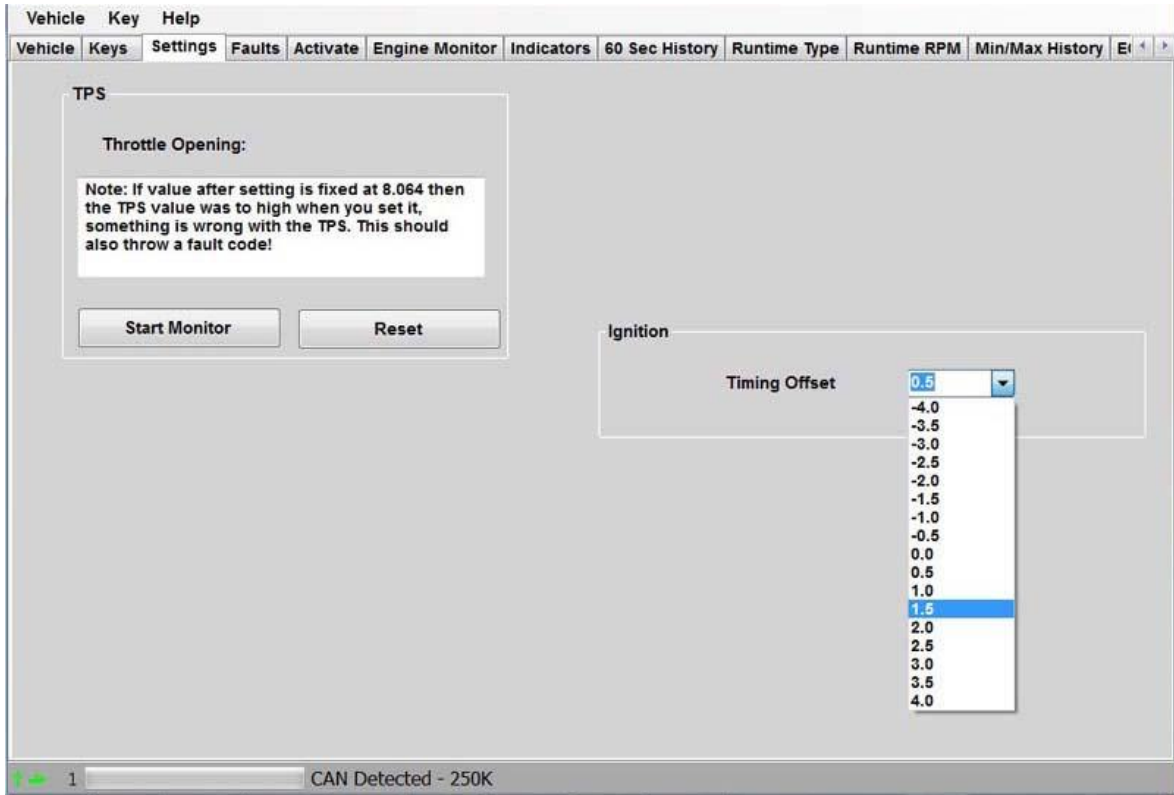 Vehicle Key Help
Vehicle Keys Settings Faults Activate Engine Monitor Indicators 60 Sec History Runtime Type Runtime RPM Min/Max History
TPS
Throttle Opening:
Note: If value after setting is fixed at 8.064 then
the TPS value was to high when you set it,
something is wrong with the TPS. This should
also throw a fault code!
Start Monitor Reset
Ignition
Timing Offset 0.5
-4.0
-3.5
-3.0
-2.5
-2.0
-1.5
-1.0
-0.5
0.0
0.5
1.0
1.5
2.0
2.5
3.0
3.5
4.0
1 CAN Detected - 250K